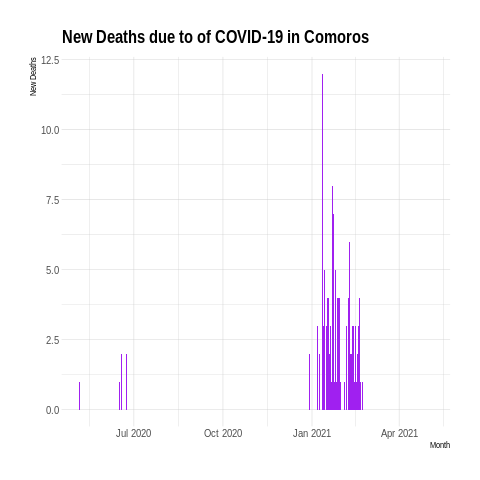 New Deaths due to of COVID-19 in Comoros
New Deaths
12.5
10.0
7.5
5.0
2.5
0.0
Jul 2020
Oct 2020
Jan 2021
Apr 2021
Month